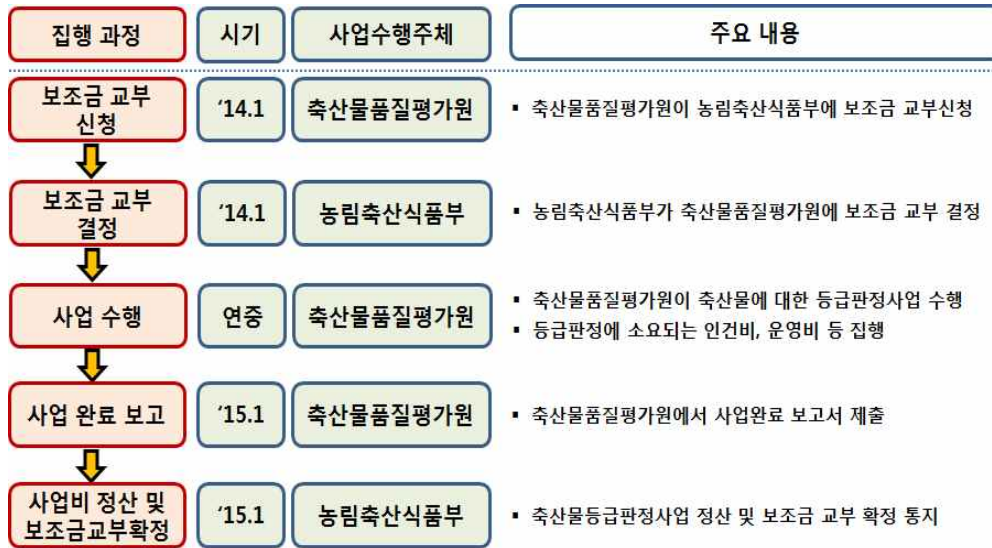 집행 과정
시기
사업수행주체
주요 내용
보조금 교부
신청
'14.1
축산물품질평가원
▪ 축산물품질평가원이 농림축산식품부에 보조금 교부신청
보조금 교부
결정
'14.1
농림축산식품부
▪ 농림축산식품부가 축산물품질평가원에 보조금 교부 결정
사업 수행
연중
축산물품질평가원
▪ 축산물품질평가원이 축산물에 대한 등급판정사업 수행
▪ 등급판정에 소요되는 인건비, 운영비 등 집행
사업 완료 보고
'15.1
축산물품질평가원
▪ 축산물품질평가원에서 사업완료 보고서 제출
사업비 정산 및
보조금교부확정
'15.1
농림축산식품부
▪ 축산물등급판정사업 정산 및 보조금 교부 확정 통지